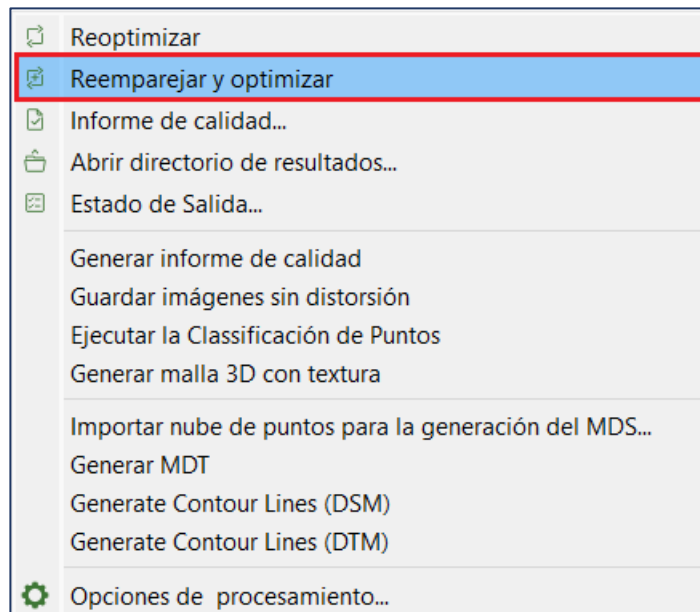 Reoptimizar
Reemparejar y optimizar
Informe de calidad...
Abrir directorio de resultados...
Estado de Salida...
Generar informe de calidad
Guardar imágenes sin distorsión
Ejecutar la Classificación de Puntos
Generar malla 3D con textura
Importar nube de puntos para la generación del MDS...
Generar MDT
Generate Contour Lines (DSM)
Generate Contour Lines (DTM)
Opciones de  procesamiento...